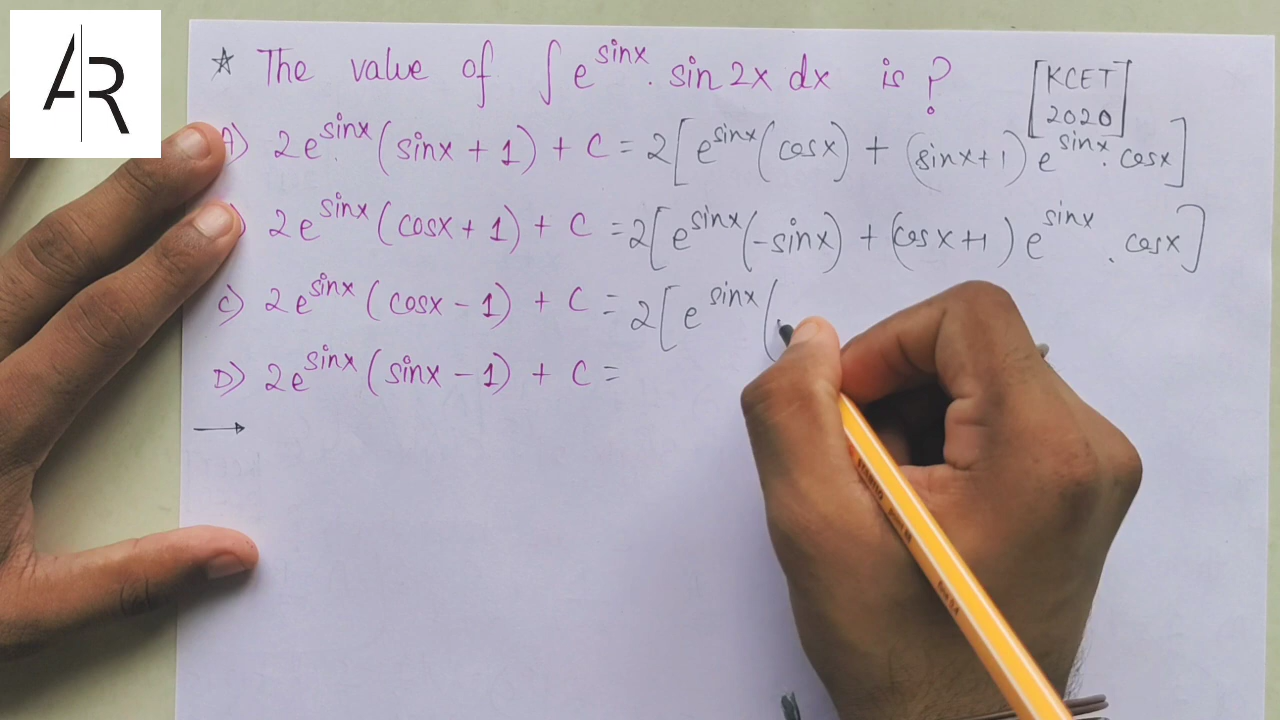 AR
☆ The value of ∫ e^sinx . sin 2x dx is ? [KCET 2020]
A) 2e^sinx (sinx + 1) + C = 2[e^sinx (cosx) + (sinx+1) e^sinx . cosx]
) 2e^sinx (cosx + 1) + C = 2[e^sinx (-sinx) + (cosx+1) e^sinx . cosx]
C) 2e^sinx (cosx - 1) + C = 2[e^sinx (
D) 2e^sinx (sinx - 1) + C =
→